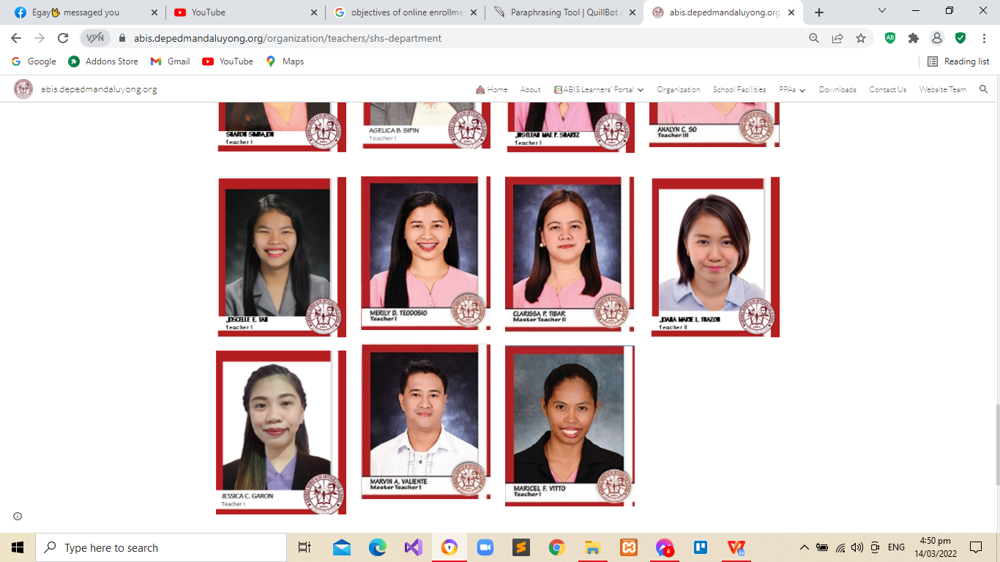 Egay🤟 messaged you
YouTube
objectives of online enrollme
Paraphrasing Tool | QuillBot A
abis.depedmandaluyong.org
VPN
abis.depedmandaluyong.org/organization/teachers/shs-department
Google
Addons Store
Gmail
YouTube
Maps
Reading list
abis.depedmandaluyong.org
Home
About
ABIS Learners' Portal
Organization
School Facilities
PPAs
Downloads
Contact Us
Website Team
SHARON SIMBAJON
Teacher I
AGELICA B. SIPIN
Teacher I
JUSTLEAH MAE P. SUAREZ
Teacher I
ANALYN C. SO
Teacher III
JOSCELLE E. TAN
Teacher I
MERILY D. TEODOSIO
Teacher I
CLARISSA P. TIBAR
Master Teacher II
JOANA MARIE L. TUAZON
Teacher II
JESSICA C. GARON
Teacher I
MARVIN A. VALIENTE
Master Teacher I
MARICEL F. VITTO
Teacher I
Type here to search
8
ENG
4:50 pm
14/03/2022